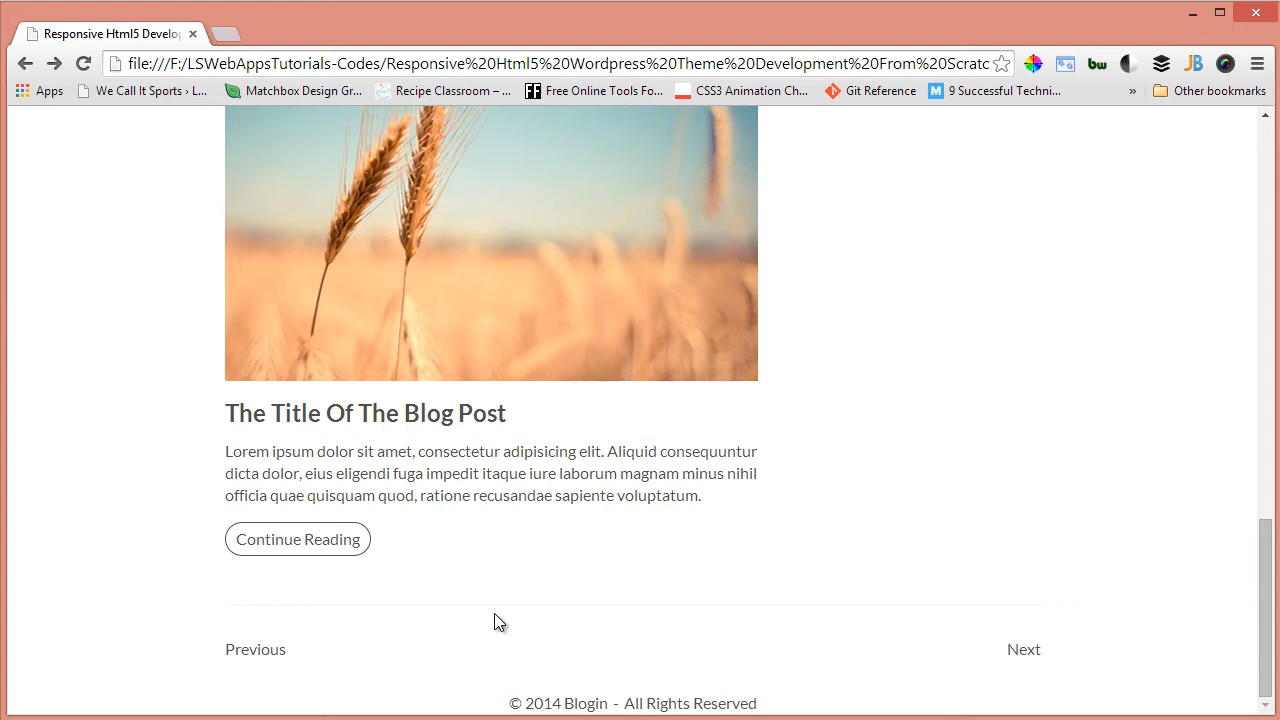 Responsive Html5 Develo
file:///F:/LSWebAppsTutorials-Codes/Responsive%20Html5%20Wordpress%20Theme%20Development%20From%20Scratc
Apps We Call It Sports › L... Matchbox Design Gr... Recipe Classroom – ... FF Free Online Tools Fo... CSS3 Animation Ch... Git Reference M 9 Successful Techni... » Other bookmarks
bw JB
The Title Of The Blog Post
Lorem ipsum dolor sit amet, consectetur adipisicing elit. Aliquid consequuntur
dicta dolor, eius eligendi fuga impedit itaque iure laborum magnam minus nihil
officia quae quisquam quod, ratione recusandae sapiente voluptatum.
Continue Reading
Previous Next
© 2014 Blogin - All Rights Reserved